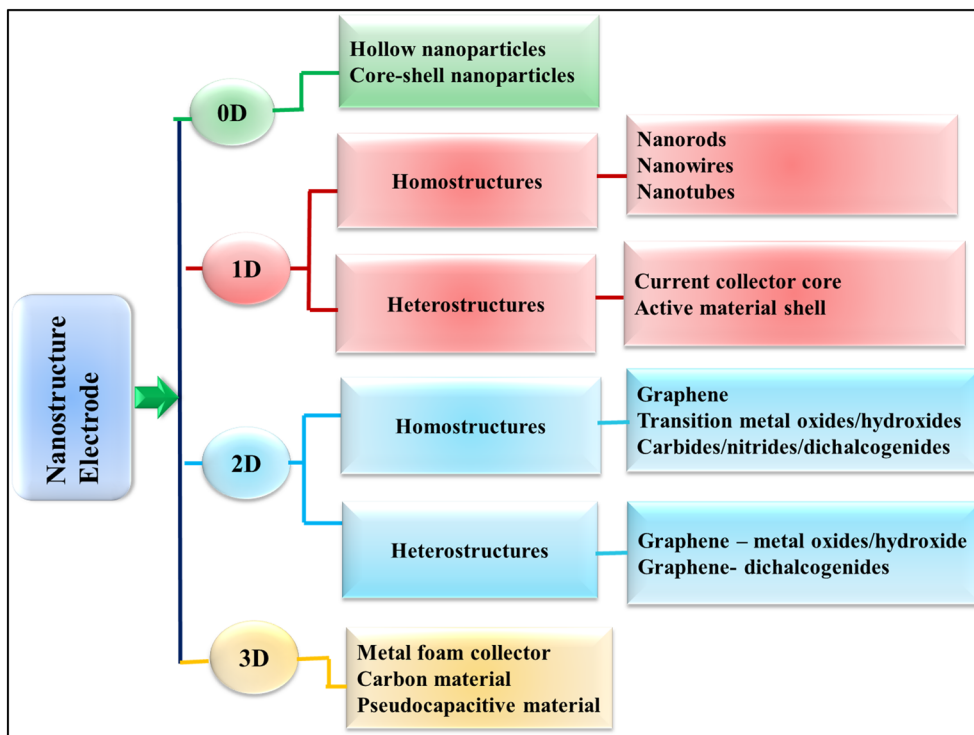 Nanostructure
Electrode
0D
Hollow nanoparticles
Core-shell nanoparticles
1D
Homostructures
Nanorods
Nanowires
Nanotubes
Heterostructures
Current collector core
Active material shell
2D
Homostructures
Graphene
Transition metal oxides/hydroxides
Carbides/nitrides/dichalcogenides
Heterostructures
Graphene – metal oxides/hydroxide
Graphene- dichalcogenides
3D
Metal foam collector
Carbon material
Pseudocapacitive material